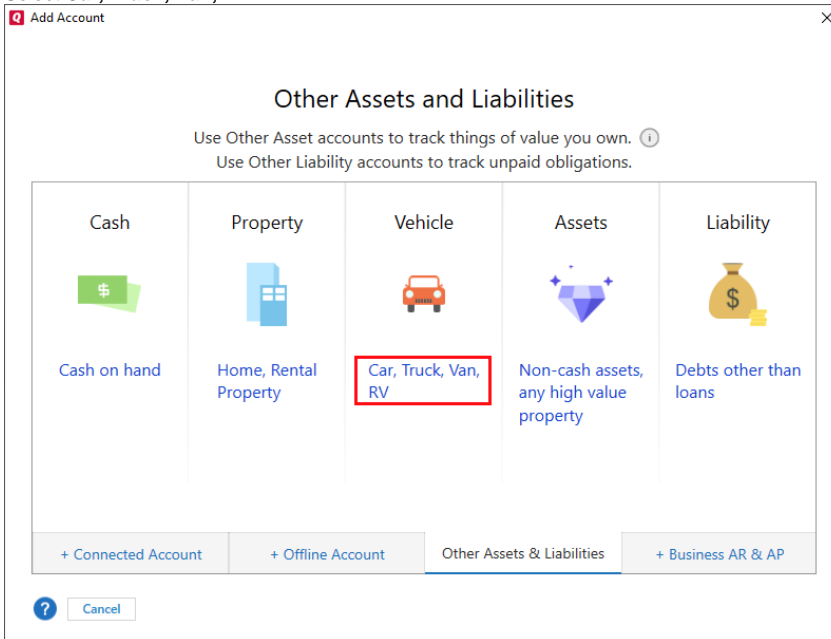 Add Account
Other Assets and Liabilities
Use Other Asset accounts to track things of value you own. i
Use Other Liability accounts to track unpaid obligations.
Cash
Property
Vehicle
Assets
Liability
$
$
Cash on hand
Home, Rental
Property
Car, Truck, Van,
RV
Non-cash assets,
any high value
property
Debts other than
loans
+ Connected Account
+ Offline Account
Other Assets & Liabilities
+ Business AR & AP
?
Cancel